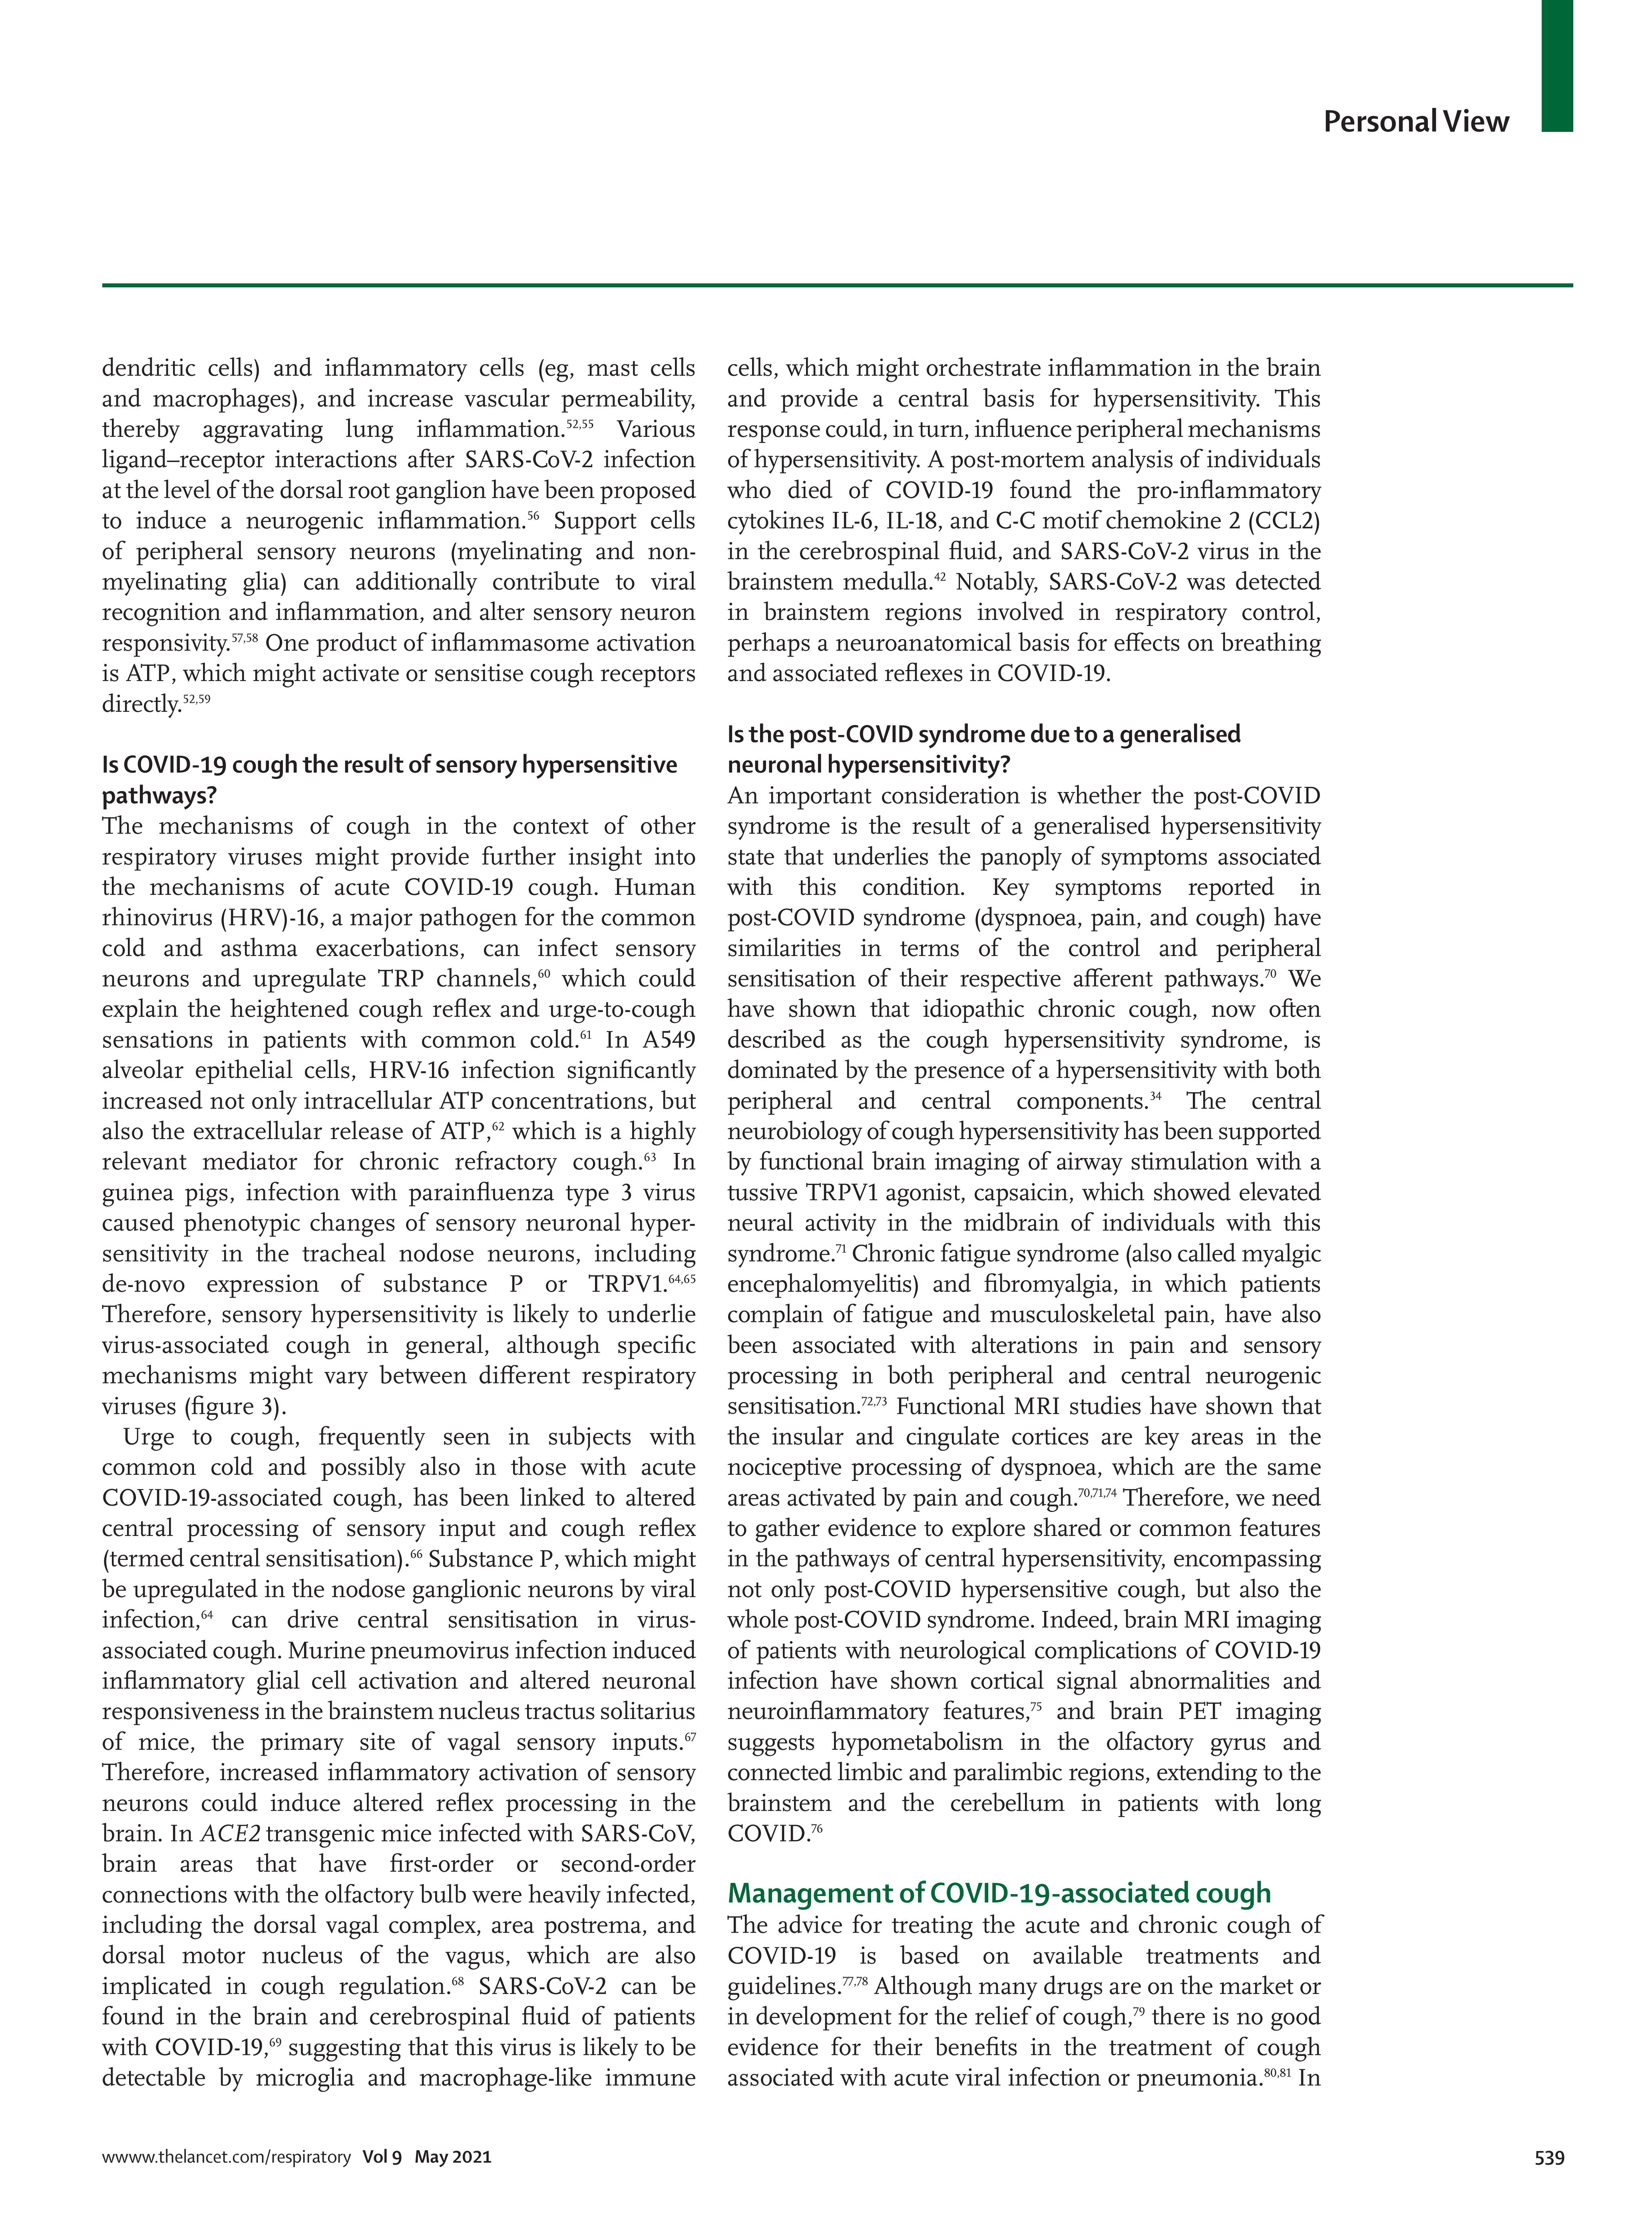 Personal View
dendritic cells) and inflammatory cells (eg, mast cells
and macrophages), and increase vascular permeability,
thereby aggravating lung inflammation.52,55 Various
ligand–receptor interactions after SARS-CoV-2 infection
at the level of the dorsal root ganglion have been proposed
to induce a neurogenic inflammation.56 Support cells
of peripheral sensory neurons (myelinating and non-
myelinating glia) can additionally contribute to viral
recognition and inflammation, and alter sensory neuron
responsivity.57,58 One product of inflammasome activation
is ATP, which might activate or sensitise cough receptors
directly.52,59
Is COVID-19 cough the result of sensory hypersensitive
pathways?
The mechanisms of cough in the context of other
respiratory viruses might provide further insight into
the mechanisms of acute COVID-19 cough. Human
rhinovirus (HRV)-16, a major pathogen for the common
cold and asthma exacerbations, can infect sensory
neurons and upregulate TRP channels,60 which could
explain the heightened cough reflex and urge-to-cough
sensations in patients with common cold.61 In A549
alveolar epithelial cells, HRV-16 infection significantly
increased not only intracellular ATP concentrations, but
also the extracellular release of ATP,62 which is a highly
relevant mediator for chronic refractory cough.63 In
guinea pigs, infection with parainfluenza type 3 virus
caused phenotypic changes of sensory neuronal hyper-
sensitivity in the tracheal nodose neurons, including
de-novo expression of substance P or TRPV1.64,65
Therefore, sensory hypersensitivity is likely to underlie
virus-associated cough in general, although specific
mechanisms might vary between different respiratory
viruses (figure 3).
Urge to cough, frequently seen in subjects with
common cold and possibly also in those with acute
COVID-19-associated cough, has been linked to altered
central processing of sensory input and cough reflex
(termed central sensitisation).66 Substance P, which might
be upregulated in the nodose ganglionic neurons by viral
infection,64 can drive central sensitisation in virus-
associated cough. Murine pneumovirus infection induced
inflammatory glial cell activation and altered neuronal
responsiveness in the brainstem nucleus tractus solitarius
of mice, the primary site of vagal sensory inputs.67
Therefore, increased inflammatory activation of sensory
neurons could induce altered reflex processing in the
brain. In ACE2 transgenic mice infected with SARS-CoV,
brain areas that have first-order or second-order
connections with the olfactory bulb were heavily infected,
including the dorsal vagal complex, area postrema, and
dorsal motor nucleus of the vagus, which are also
implicated in cough regulation.68 SARS-CoV-2 can be
found in the brain and cerebrospinal fluid of patients
with COVID-19,69 suggesting that this virus is likely to be
detectable by microglia and macrophage-like immune
cells, which might orchestrate inflammation in the brain
and provide a central basis for hypersensitivity. This
response could, in turn, influence peripheral mechanisms
of hypersensitivity. A post-mortem analysis of individuals
who died of COVID-19 found the pro-inflammatory
cytokines IL-6, IL-18, and C-C motif chemokine 2 (CCL2)
in the cerebrospinal fluid, and SARS-CoV-2 virus in the
brainstem medulla.42 Notably, SARS-CoV-2 was detected
in brainstem regions involved in respiratory control,
perhaps a neuroanatomical basis for effects on breathing
and associated reflexes in COVID-19.
Is the post-COVID syndrome due to a generalised
neuronal hypersensitivity?
An important consideration is whether the post-COVID
syndrome is the result of a generalised hypersensitivity
state that underlies the panoply of symptoms associated
with this condition. Key symptoms reported in
post-COVID syndrome (dyspnoea, pain, and cough) have
similarities in terms of the control and peripheral
sensitisation of their respective afferent pathways.70 We
have shown that idiopathic chronic cough, now often
described as the cough hypersensitivity syndrome, is
dominated by the presence of a hypersensitivity with both
peripheral and central components.34 The central
neurobiology of cough hypersensitivity has been supported
by functional brain imaging of airway stimulation with a
tussive TRPV1 agonist, capsaicin, which showed elevated
neural activity in the midbrain of individuals with this
syndrome.71 Chronic fatigue syndrome (also called myalgic
encephalomyelitis) and fibromyalgia, in which patients
complain of fatigue and musculoskeletal pain, have also
been associated with alterations in pain and sensory
processing in both peripheral and central neurogenic
sensitisation.72,73 Functional MRI studies have shown that
the insular and cingulate cortices are key areas in the
nociceptive processing of dyspnoea, which are the same
areas activated by pain and cough.70,71,74 Therefore, we need
to gather evidence to explore shared or common features
in the pathways of central hypersensitivity, encompassing
not only post-COVID hypersensitive cough, but also the
whole post-COVID syndrome. Indeed, brain MRI imaging
of patients with neurological complications of COVID-19
infection have shown cortical signal abnormalities and
neuroinflammatory features,75 and brain PET imaging
suggests hypometabolism in the olfactory gyrus and
connected limbic and paralimbic regions, extending to the
brainstem and the cerebellum in patients with long
COVID.76
Management of COVID-19-associated cough
The advice for treating the acute and chronic cough of
COVID-19 is based on available treatments and
guidelines.77,78 Although many drugs are on the market or
in development for the relief of cough,79 there is no good
evidence for their benefits in the treatment of cough
associated with acute viral infection or pneumonia.80,81 In
wwww.thelancet.com/respiratory Vol 9 May 2021
539